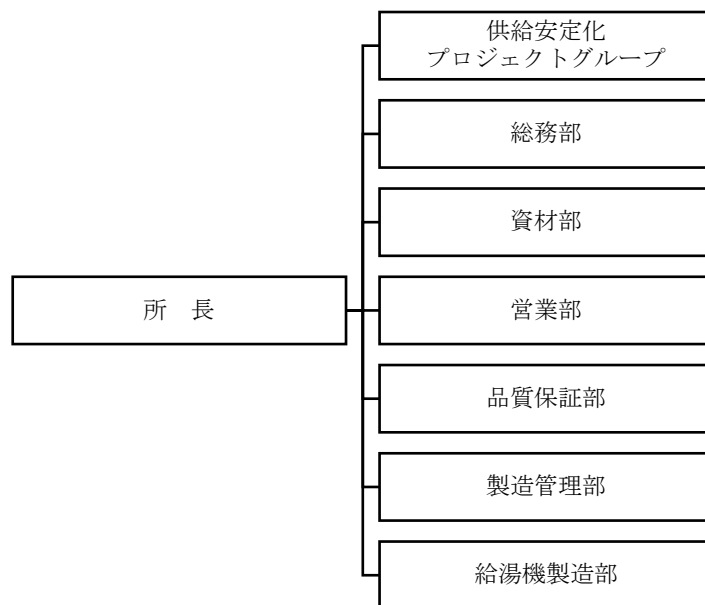 供給安定化
プロジェクトグループ
総務部
資材部
所　長
営業部
品質保証部
製造管理部
給湯機製造部